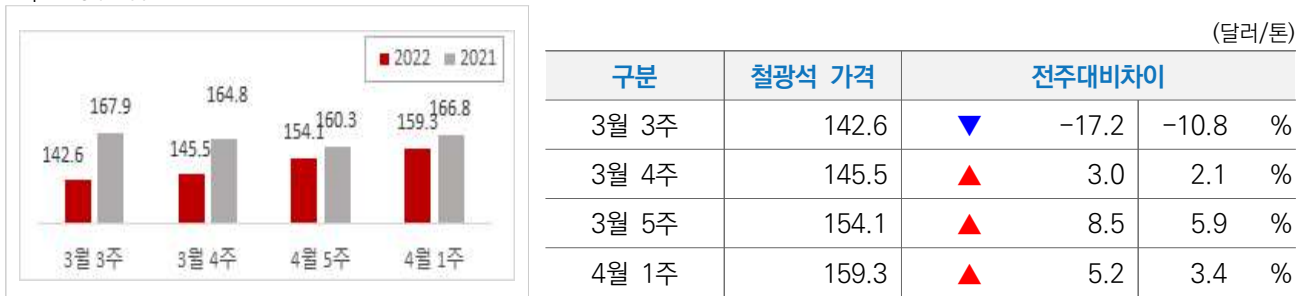 2022 2021
167.9 164.8 160.3 166.8
142.6 145.5 154.1 159.3
3월 3주 3월 4주 4월 5주 4월 1주
(달러/톤)
구분 철광석 가격 전주대비차이
3월 3주 142.6 ▼ -17.2 -10.8 %
3월 4주 145.5 ▲ 3.0 2.1 %
3월 5주 154.1 ▲ 8.5 5.9 %
4월 1주 159.3 ▲ 5.2 3.4 %